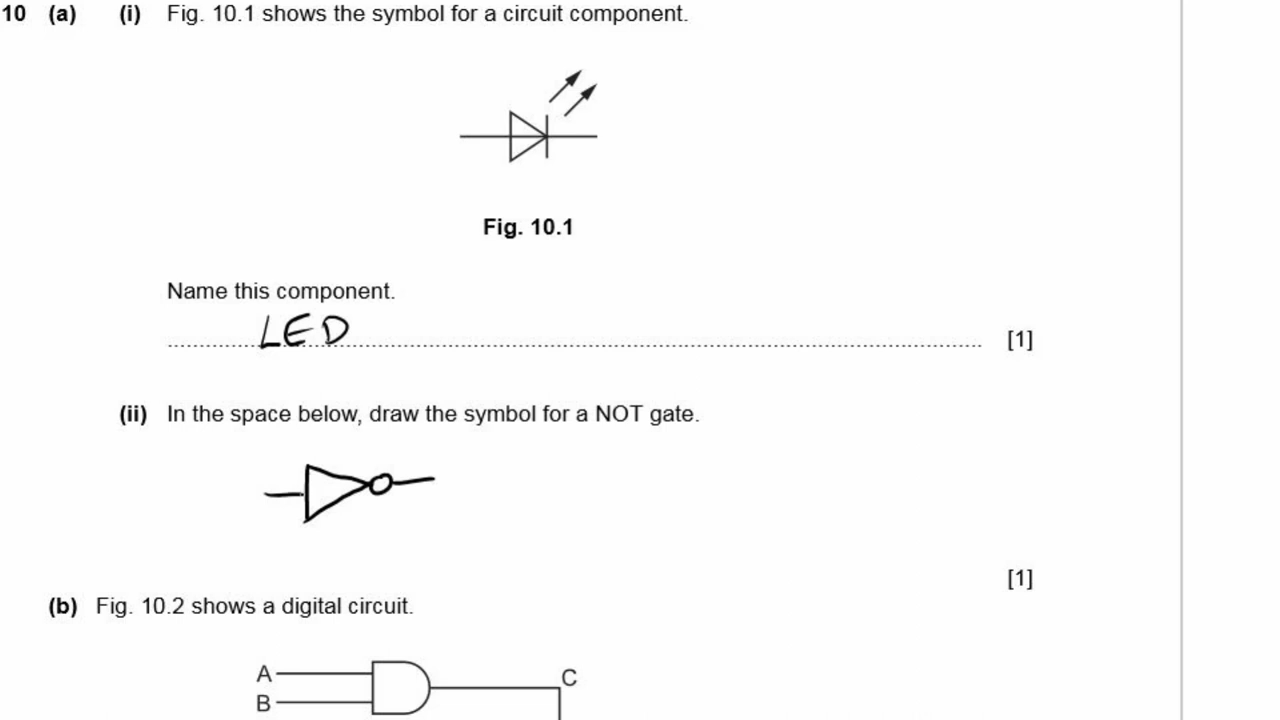 10 (a) (i) Fig. 10.1 shows the symbol for a circuit component.
Fig. 10.1
Name this component.
LED
[1]
(ii) In the space below, draw the symbol for a NOT gate.
[1]
(b) Fig. 10.2 shows a digital circuit.
A
C
B